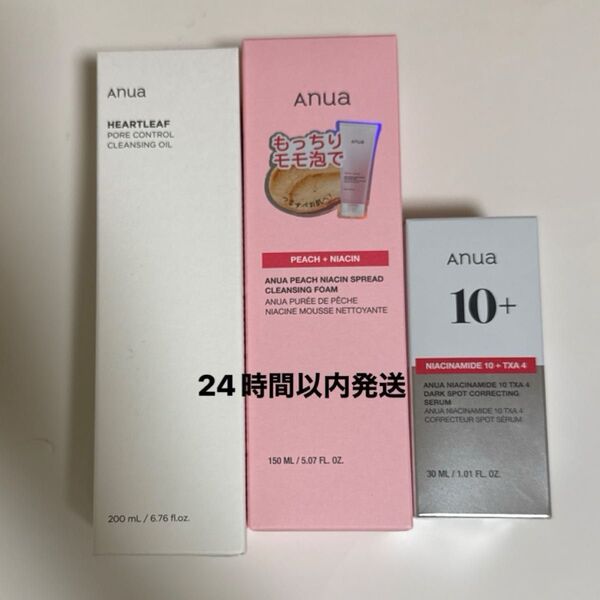 Anua
HEARTLEAF
PORE CONTROL
CLEANSING OIL
200 mL / 6.76 fl.oz.
Anua
もっちり
モモ泡で
Anua
PEACH + NIACIN
ANUA PEACH NIACIN SPREAD
CLEANSING FOAM
ANUA PURÉE DE PÊCHE
NIACINE MOUSSE NETTOYANTE
150 ML / 5.07 FL. OZ.
Anua
10+
NIACINAMIDE 10 + TXA 4
ANUA NIACINAMIDE 10 TXA 4
DARK SPOT CORRECTING
SERUM
ANUA NIACINAMIDE 10 TXA 4
CORRECTEUR SPOT SÉRUM
30 ML / 1.01 FL. OZ.
24時間以内発送